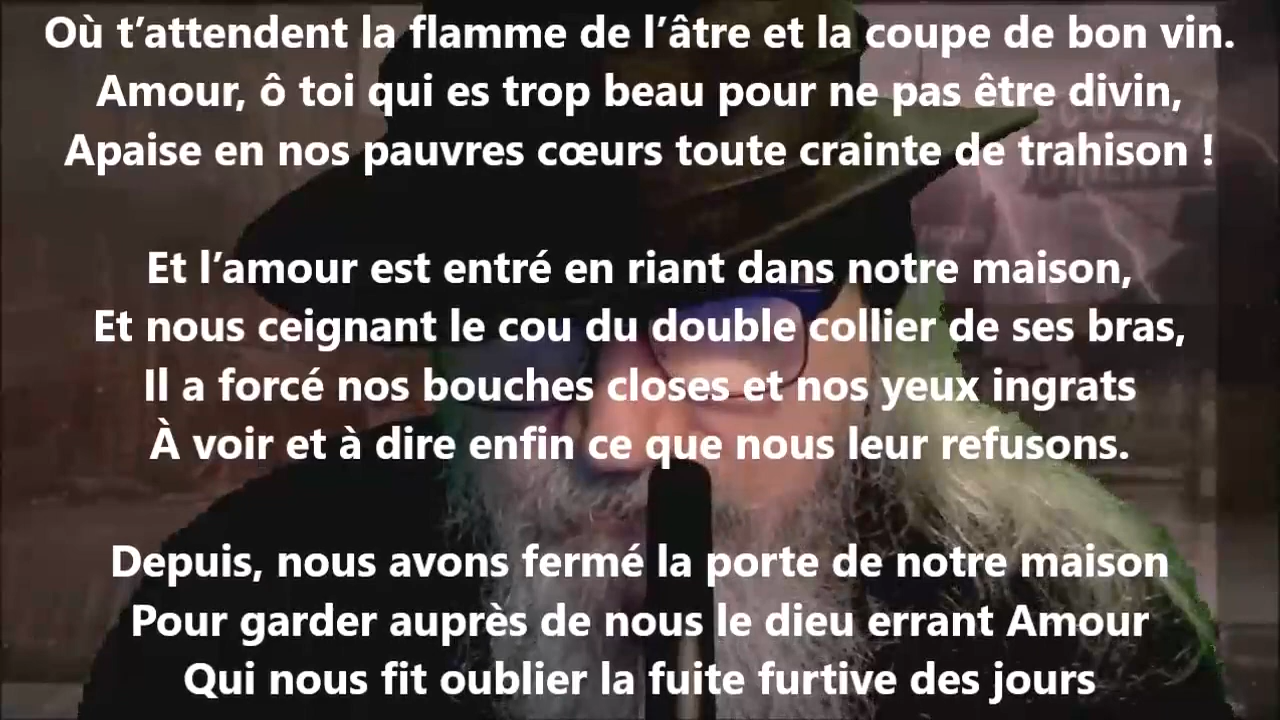 Où t’attendent la flamme de l’âtre et la coupe de bon vin.
Amour, ô toi qui es trop beau pour ne pas être divin,
Apaise en nos pauvres cœurs toute crainte de trahison !
Et l’amour est entré en riant dans notre maison,
Et nous ceignant le cou du double collier de ses bras,
Il a forcé nos bouches closes et nos yeux ingrats
À voir et à dire enfin ce que nous leur refusons.
Depuis, nous avons fermé la porte de notre maison
Pour garder auprès de nous le dieu errant Amour
Qui nous fit oublier la fuite furtive des jours